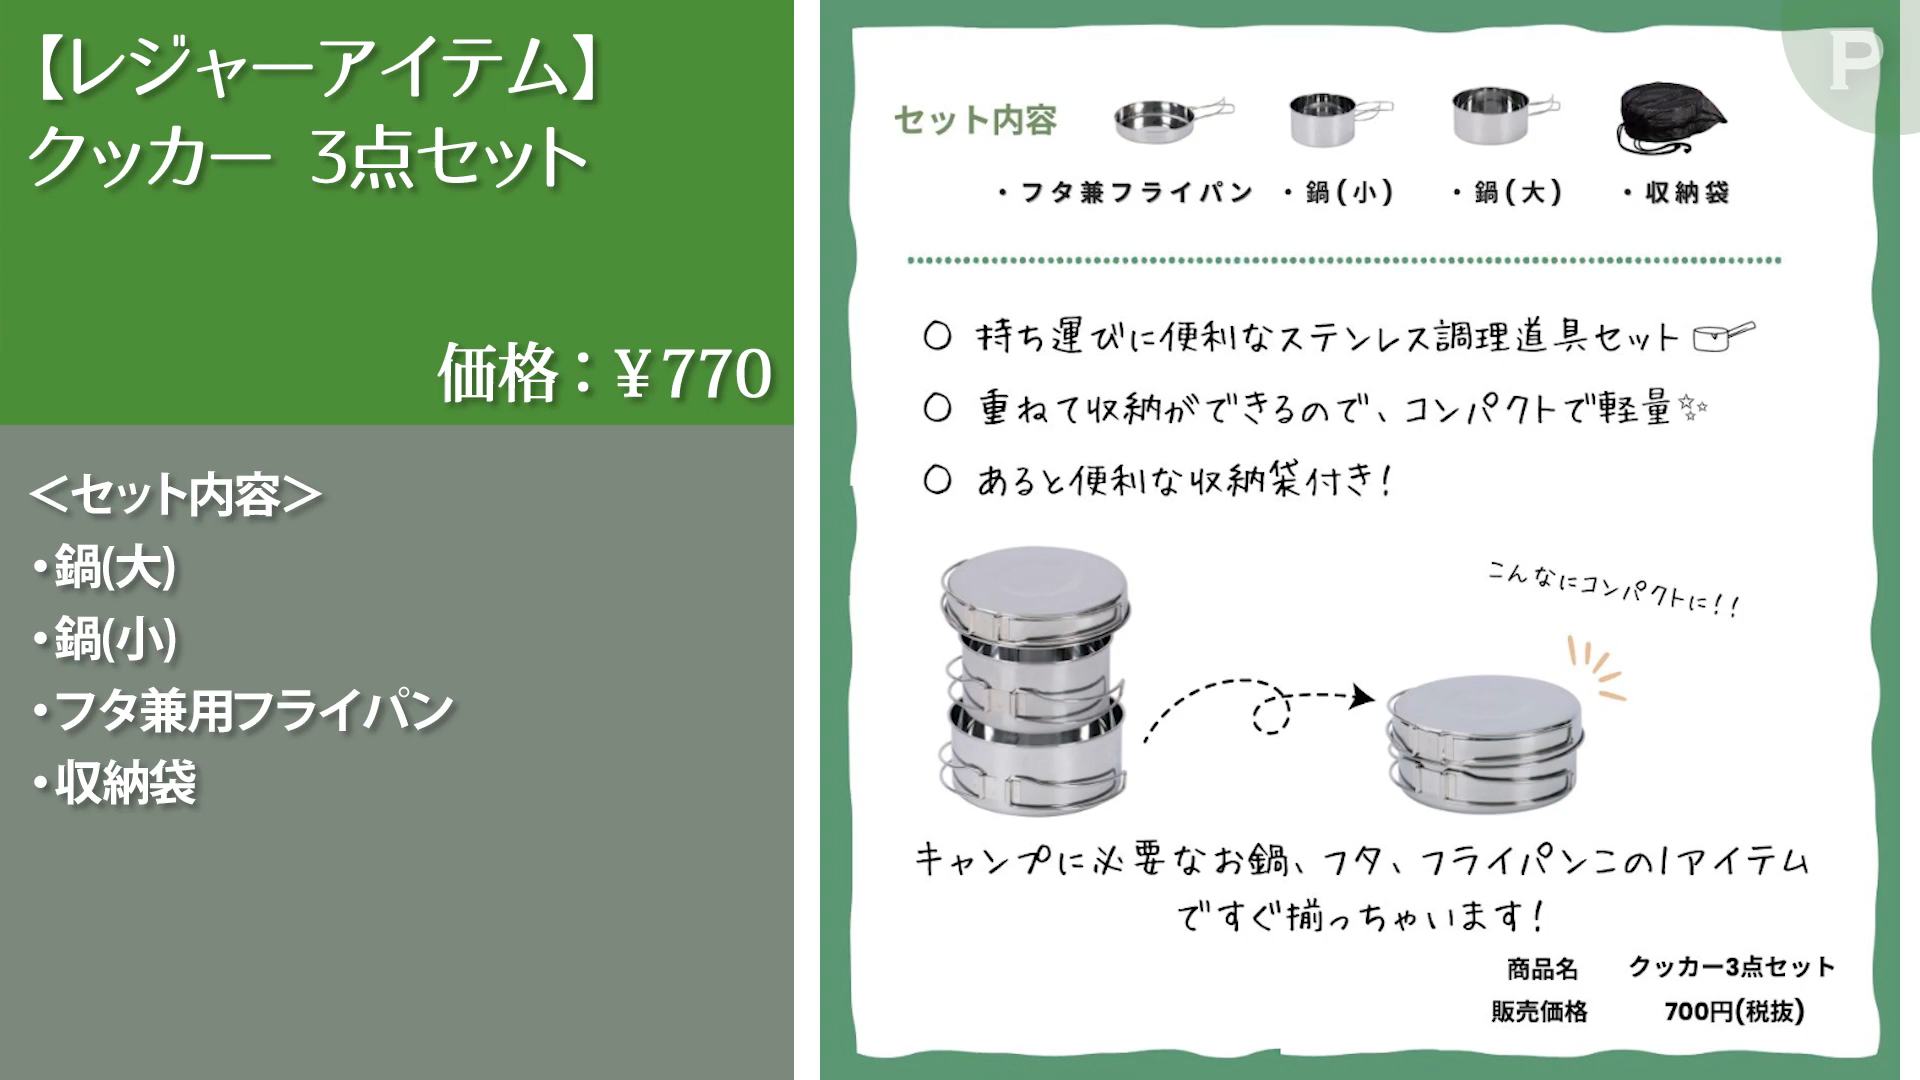 【レジャーアイテム】
クッカー 3点セット
価格：￥770
＜セット内容＞
・鍋(大)
・鍋(小)
・フタ兼用フライパン
・収納袋
P
セット内容
・フタ兼フライパン ・鍋(小) ・鍋(大) ・収納袋
○ 持ち運びに便利なステンレス調理道具セット
○ 重ねて収納ができるので、コンパクトで軽量
○ あると便利な収納袋付き!
こんなにコンパクトに!!
キャンプに必要なお鍋、フタ、フライパンこの1アイテム
ですぐ揃っちゃいます!
商品名 クッカー3点セット
販売価格 700円(税抜)